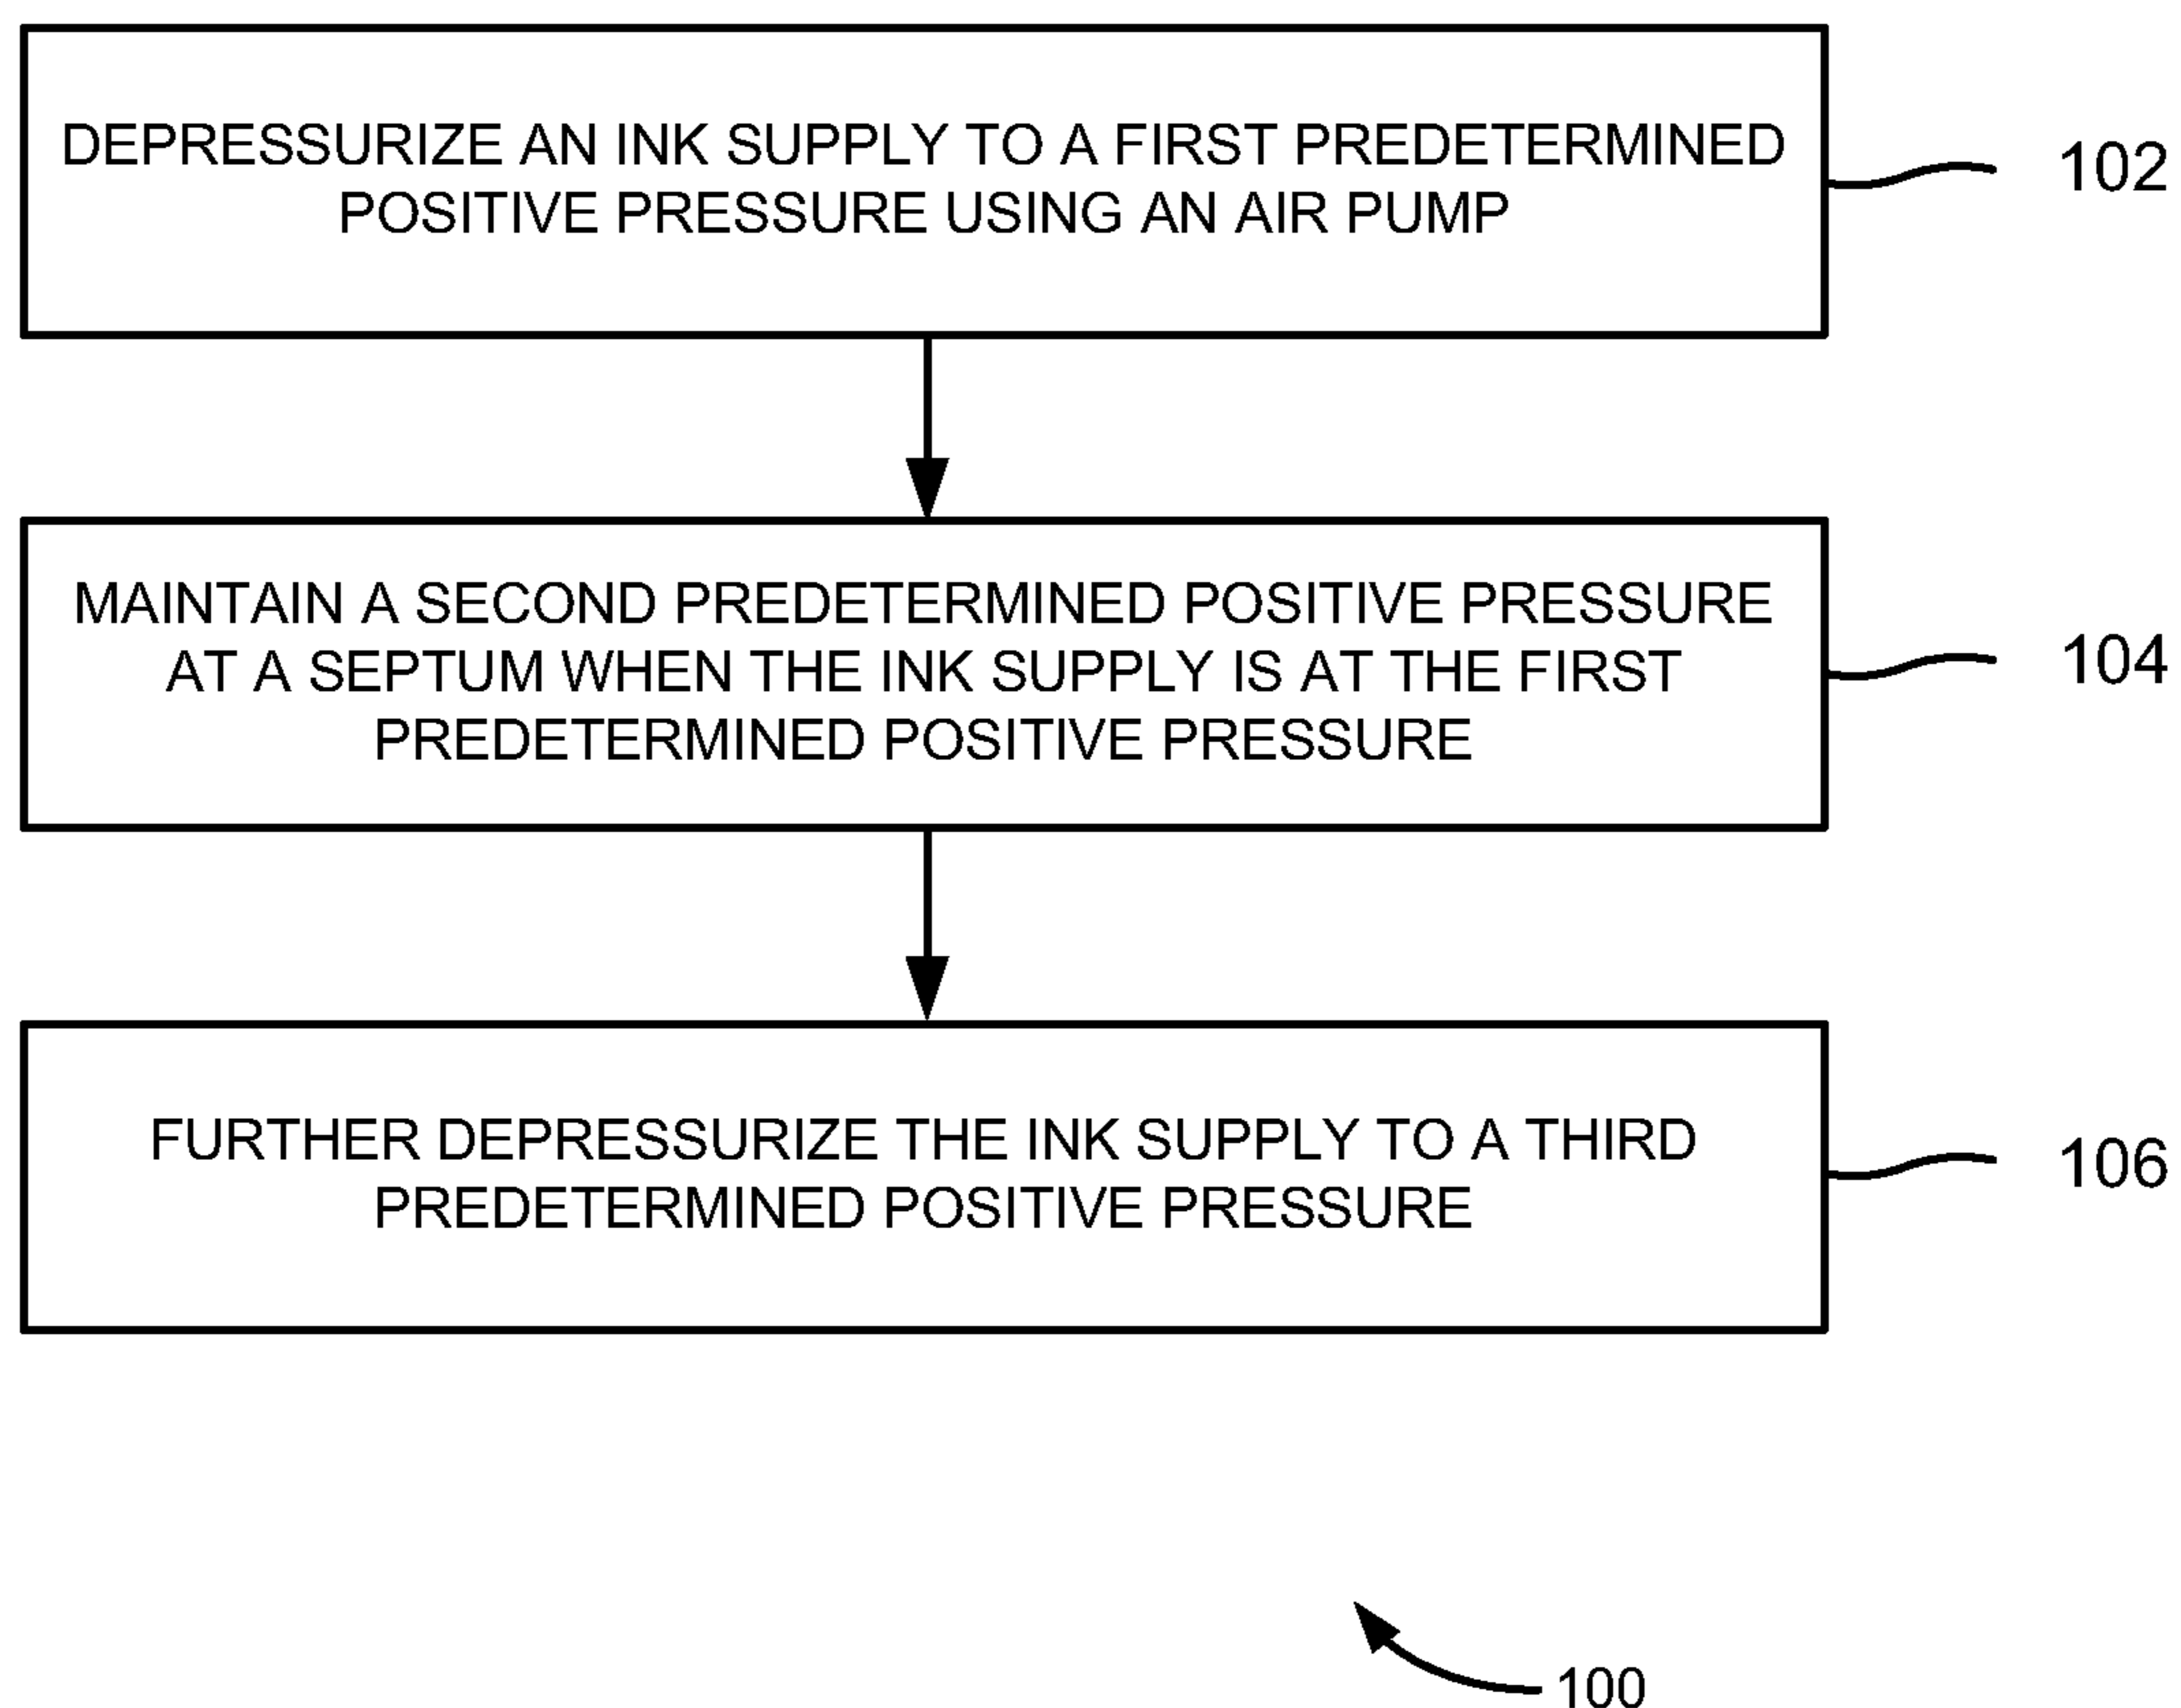 DEPRESSURIZE AN INK SUPPLY TO A FIRST PREDETERMINED
POSITIVE PRESSURE USING AN AIR PUMP
102
MAINTAIN A SECOND PREDETERMINED POSITIVE PRESSURE
AT A SEPTUM WHEN THE INK SUPPLY IS AT THE FIRST
PREDETERMINED POSITIVE PRESSURE
104
FURTHER DEPRESSURIZE THE INK SUPPLY TO A THIRD
PREDETERMINED POSITIVE PRESSURE
106
100